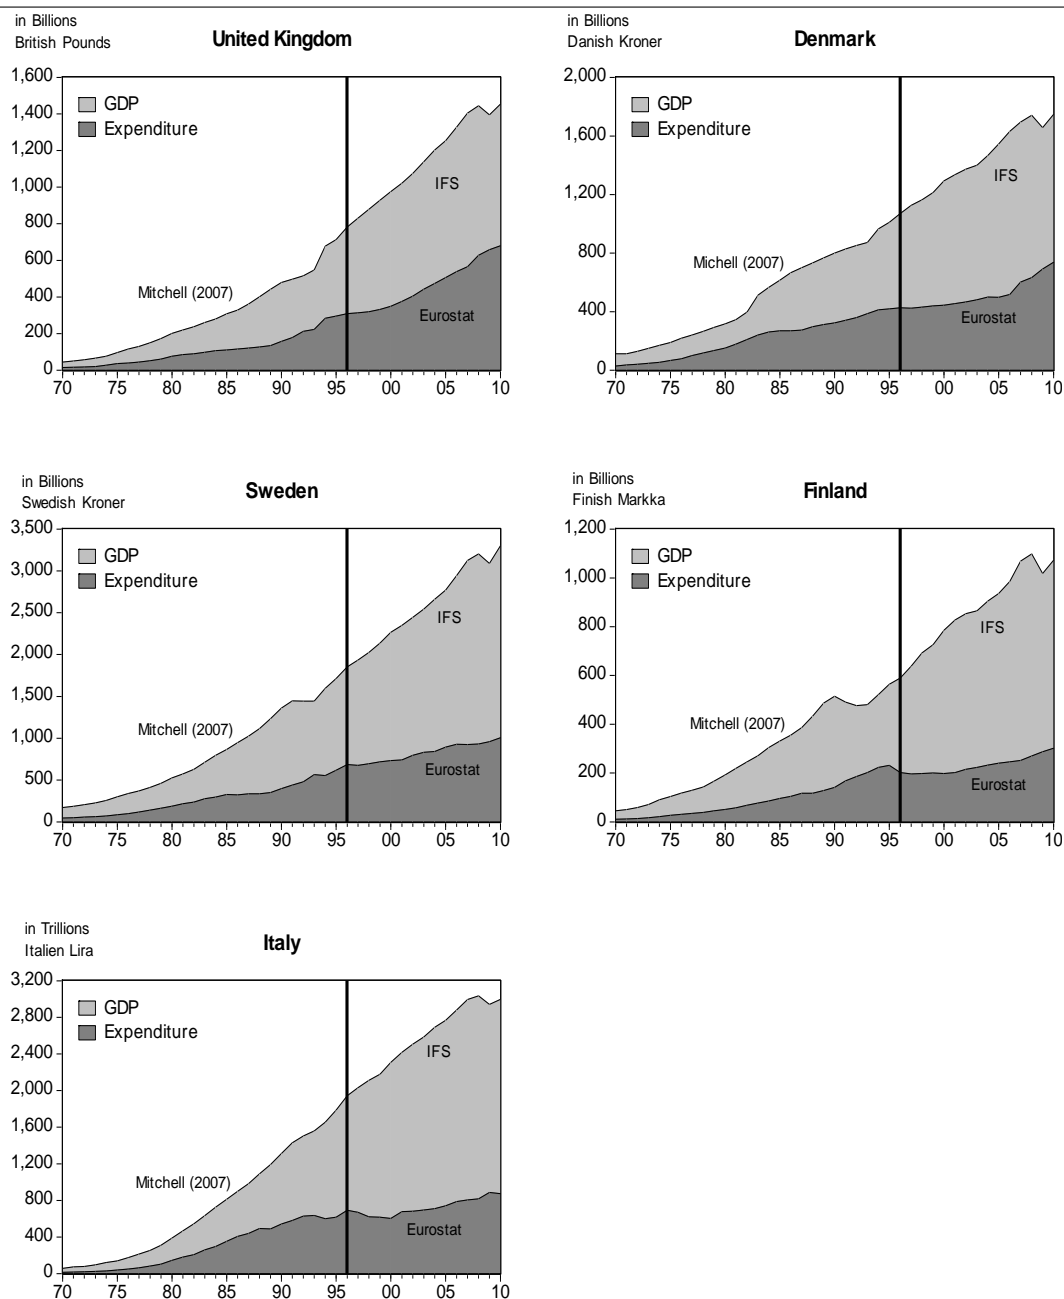 in Billions
British Pounds
United Kingdom
1,600
1,400
1,200
1,000
800
600
400
200
0
GDP
Expenditure
IFS
Mitchell (2007)
Eurostat
70 75 80 85 90 95 00 05 10
in Billions
Danish Kroner
Denmark
2,000
1,600
1,200
800
400
0
GDP
Expenditure
IFS
Michell (2007)
Eurostat
70 75 80 85 90 95 00 05 10
in Billions
Swedish Kroner
Sweden
3,500
3,000
2,500
2,000
1,500
1,000
500
0
GDP
Expenditure
IFS
Mitchell (2007)
Eurostat
70 75 80 85 90 95 00 05 10
in Billions
Finish Markka
Finland
1,200
1,000
800
600
400
200
0
GDP
Expenditure
IFS
Mitchell (2007)
Eurostat
70 75 80 85 90 95 00 05 10
in Trillions
Italien Lira
Italy
3,200
2,800
2,400
2,000
1,600
1,200
800
400
0
GDP
Expenditure
IFS
Mitchell (2007)
Eurostat
70 75 80 85 90 95 00 05 10